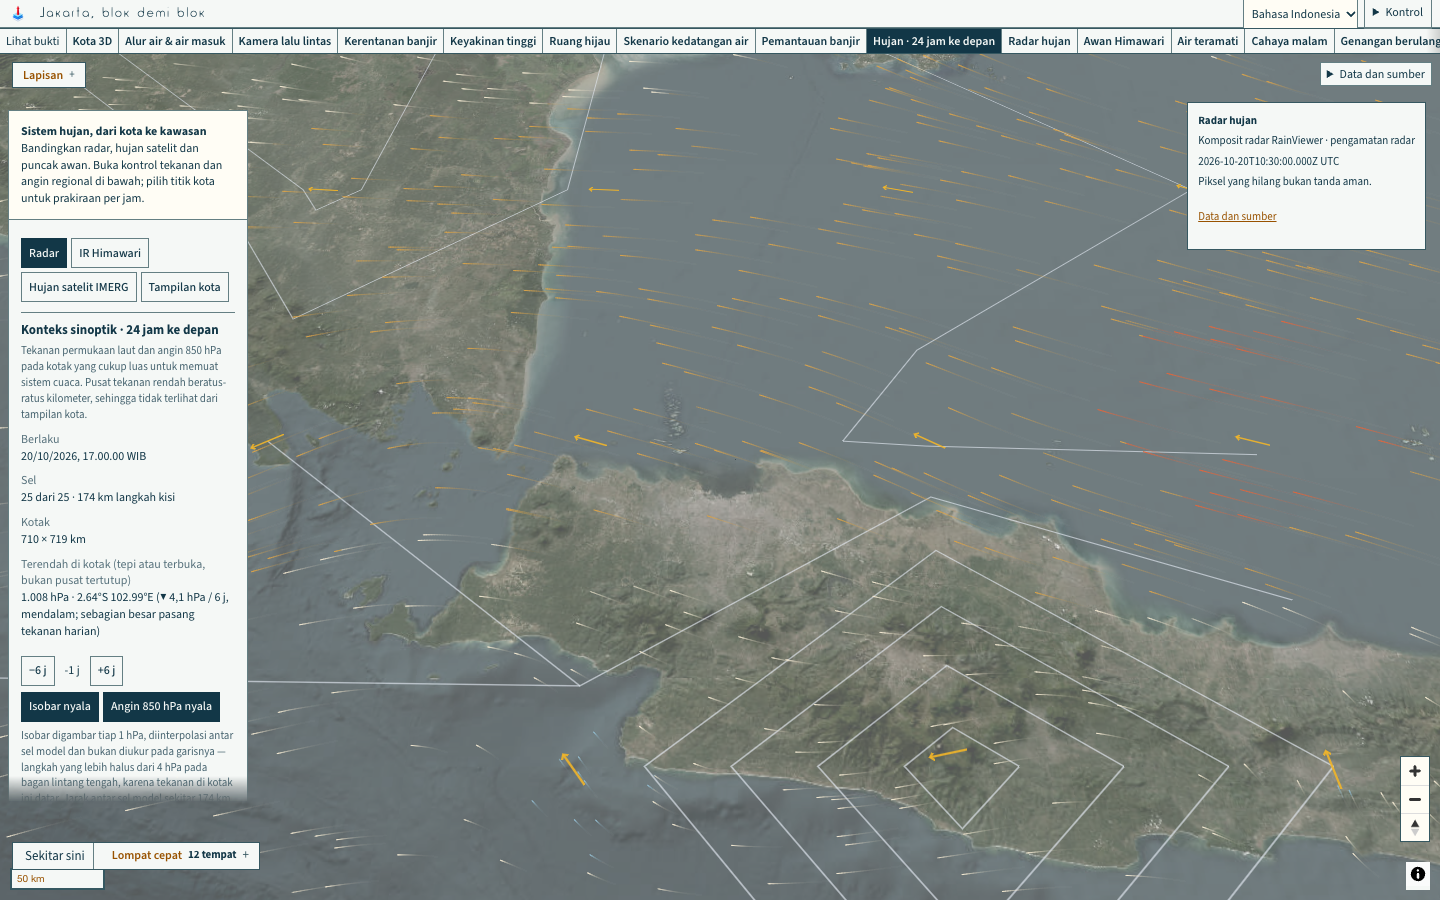 Jakarta, blok demi blok
Bahasa Indonesia
Kontrol
Lihat bukti
Kota 3D
Alur air & air masuk
Kamera lalu lintas
Kerentanan banjir
Keyakinan tinggi
Ruang hijau
Skenario kedatangan air
Pemantauan banjir
Hujan · 24 jam ke depan
Radar hujan
Awan Himawari
Air teramati
Cahaya malam
Genangan berulang
Lapisan +
Data dan sumber
Sistem hujan, dari kota ke kawasan
Bandingkan radar, hujan satelit dan
puncak awan. Buka kontrol tekanan dan
angin regional di bawah; pilih titik kota
untuk prakiraan per jam.
Radar
IR Himawari
Hujan satelit IMERG
Tampilan kota
Konteks sinoptik · 24 jam ke depan
Tekanan permukaan laut dan angin 850 hPa
pada kotak yang cukup luas untuk memuat
sistem cuaca. Pusat tekanan rendah beratus-
ratus kilometer, sehingga tidak terlihat dari
tampilan kota.
Berlaku
20/10/2026, 17.00.00 WIB
Sel
25 dari 25 · 174 km langkah kisi
Kotak
710 × 719 km
Terendah di kotak (tepi atau terbuka,
bukan pusat tertutup)
1.008 hPa · 2.64°S 102.99°E (▼ 4,1 hPa / 6 j,
mendalam; sebagian besar pasang
tekanan harian)
−6 j
-1 j
+6 j
Isobar nyala
Angin 850 hPa nyala
Isobar digambar tiap 1 hPa, diinterpolasi antar
sel model dan bukan diukur pada garisnya —
langkah yang lebih halus dari 4 hPa pada
bagan lintang tengah, karena tekanan di kotak
ini datar. Jarak antar sel model sekitar 174 km
Radar hujan
Komposit radar RainViewer · pengamatan radar
2026-10-20T10:30:00.000Z UTC
Piksel yang hilang bukan tanda aman.
Data dan sumber
Sekitar sini
Lompat cepat 12 tempat +
50 km